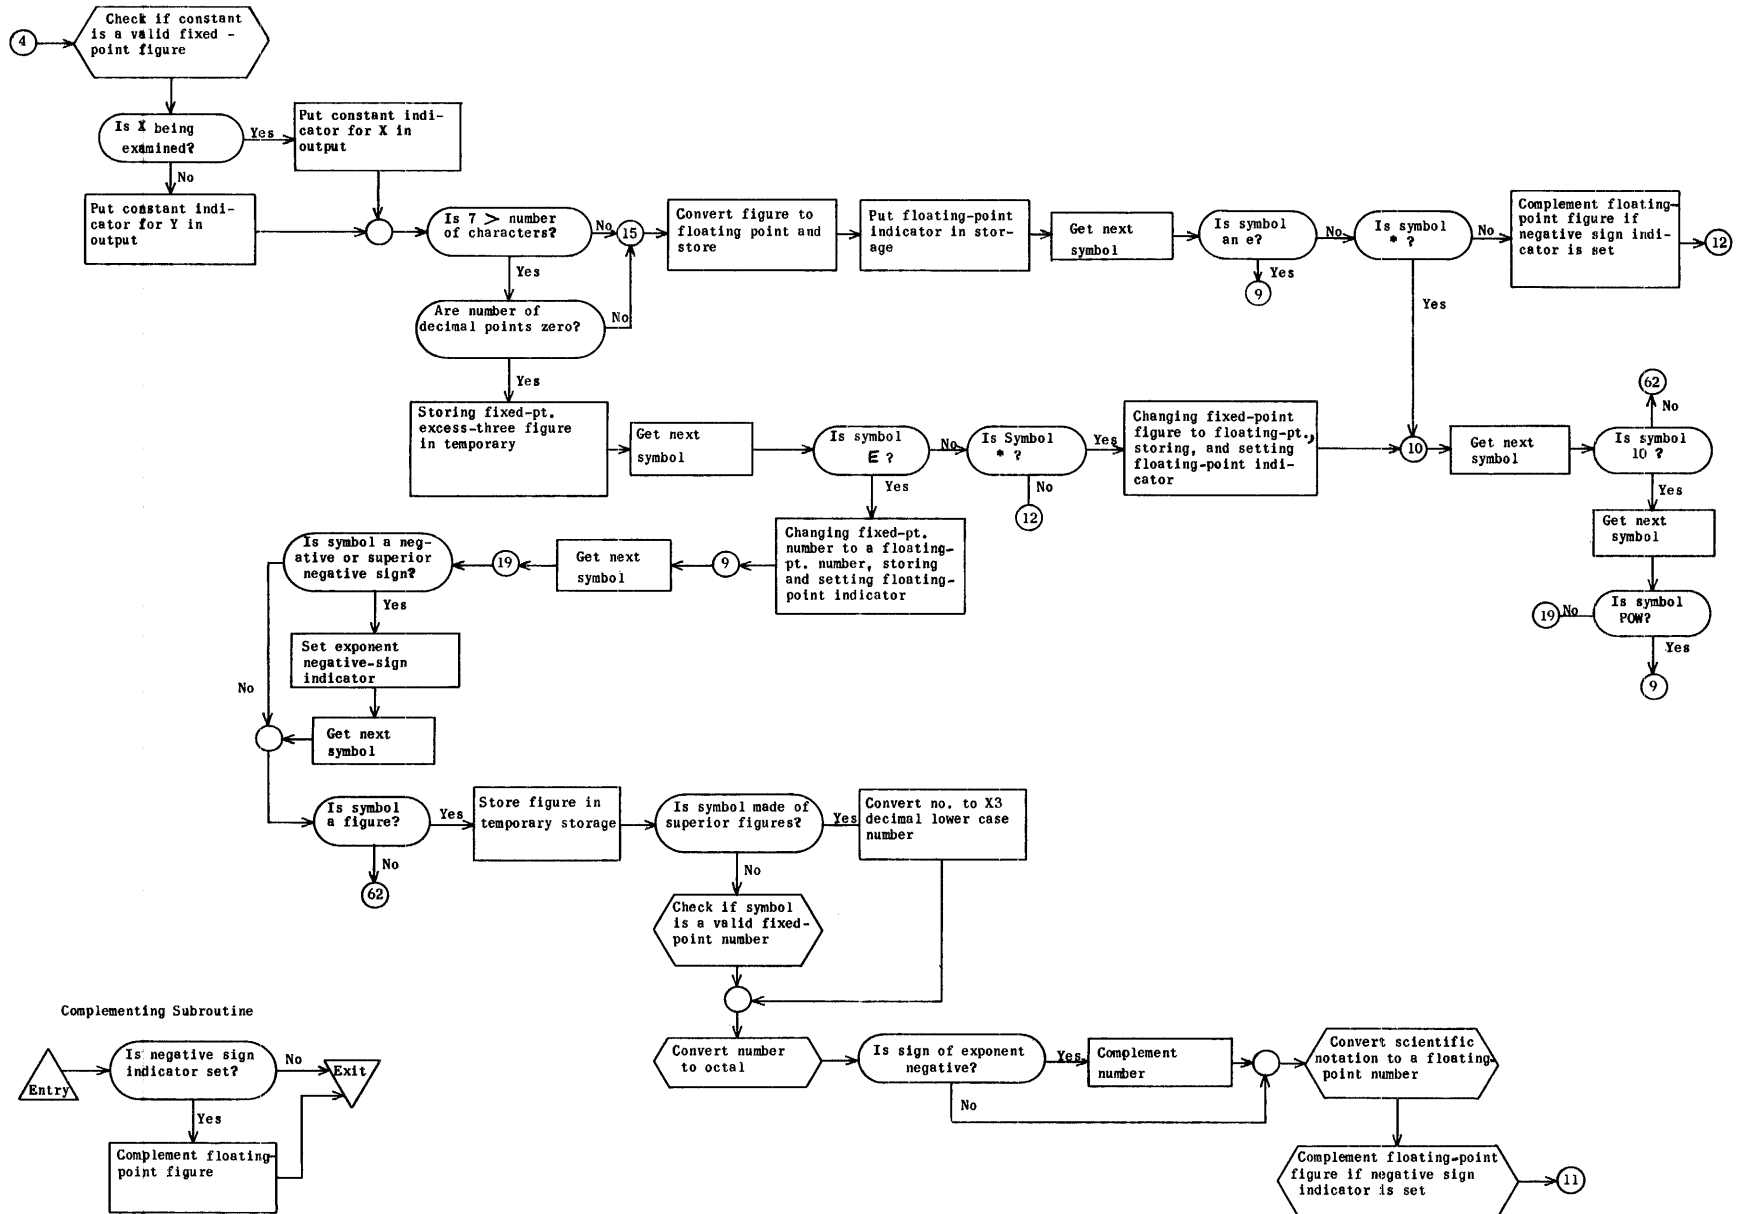 4
Check if constant
is a valid fixed -
point figure
Is X being
examined?
Yes
Put constant indi-
cator for X in
output
No
Put constant indi-
cator for Y in
output
Is 7 > number
of characters?
No
15
Convert figure to
floating point and
store
Put floating-point
indicator in stor-
age
Get next
symbol
Is symbol
an e?
No
Is symbol
* ?
No
Complement floating-
point figure if
negative sign indi-
cator is set
12
Yes
9
Yes
Yes
Are number of
decimal points zero?
No
Yes
Storing fixed-pt.
excess-three figure
in temporary
Get next
symbol
Is symbol
E ?
No
Is Symbol
* ?
Yes
Changing fixed-point
figure to floating-pt.,
storing, and setting
floating-point indi-
cator
10
Get next
symbol
Is symbol
10 ?
No
62
Yes
No
12
Yes
Get next
symbol
Is symbol
POW?
No
19
Yes
9
Changing fixed-pt.
number to a floating-
pt. number, storing
and setting floating-
point indicator
9
Get next
symbol
19
Is symbol a neg-
ative or superior
negative sign?
Yes
Set exponent
negative-sign
indicator
No
Get next
symbol
Is symbol
a figure?
Yes
Store figure in
temporary storage
Is symbol made of
superior figures?
Yes
Convert no. to X3
decimal lower case
number
No
62
No
Check if symbol
is a valid fixed-
point number
Convert number
to octal
Is sign of exponent
negative?
Yes
Complement
number
No
Convert scientific
notation to a floating-
point number
Complement floating-point
figure if negative sign
indicator is set
11
Complementing Subroutine
Entry
Is negative sign
indicator set?
No
Exit
Yes
Complement floating-
point figure